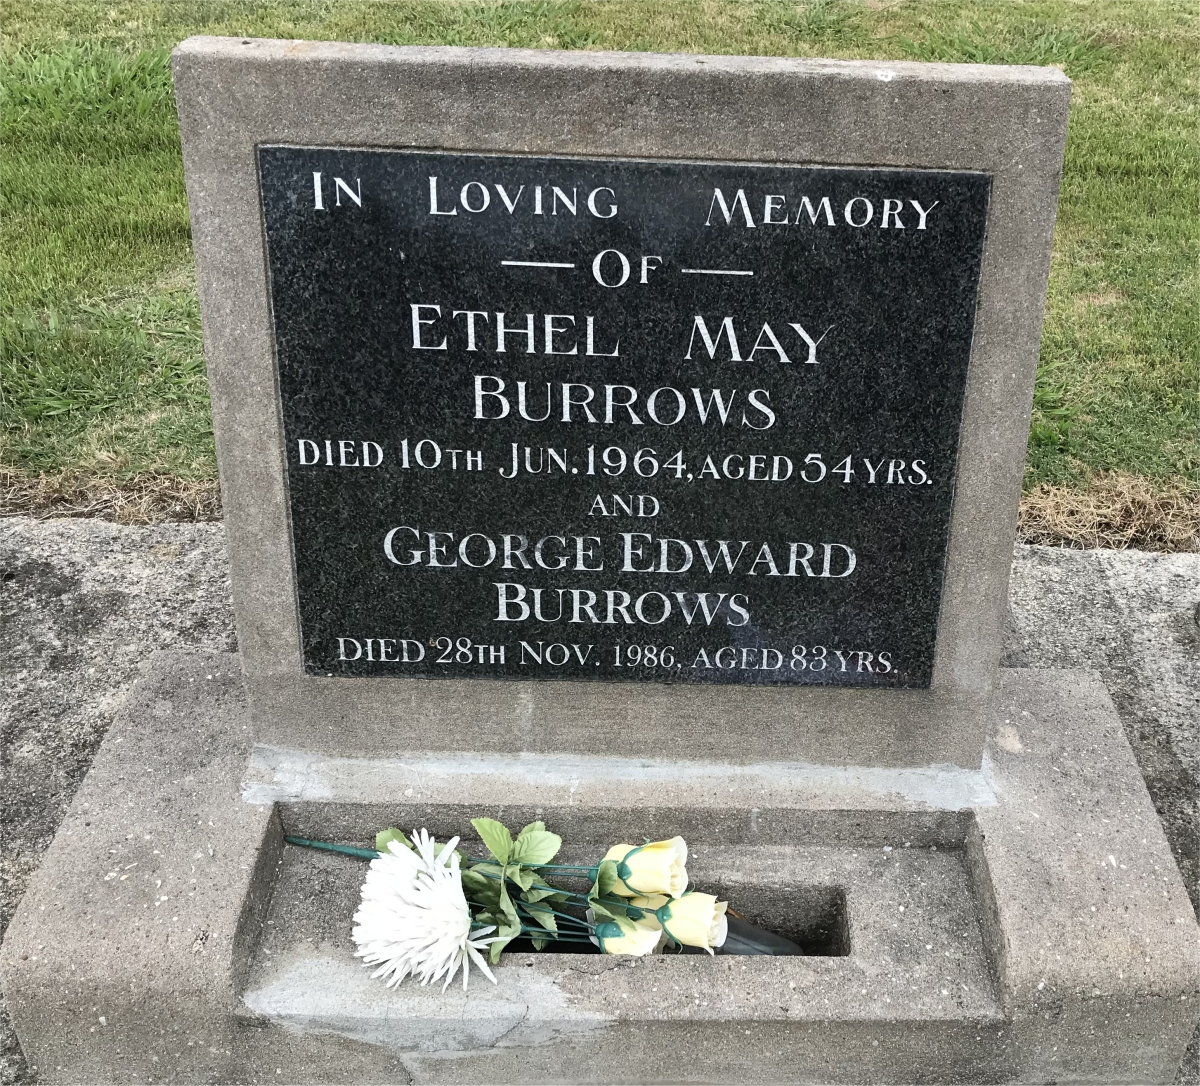 IN LOVING MEMORY
— OF —
ETHEL MAY
BURROWS
DIED 10TH JUN. 1964, AGED 54 YRS.
AND
GEORGE EDWARD
BURROWS
DIED 28TH NOV. 1986, AGED 83 YRS.